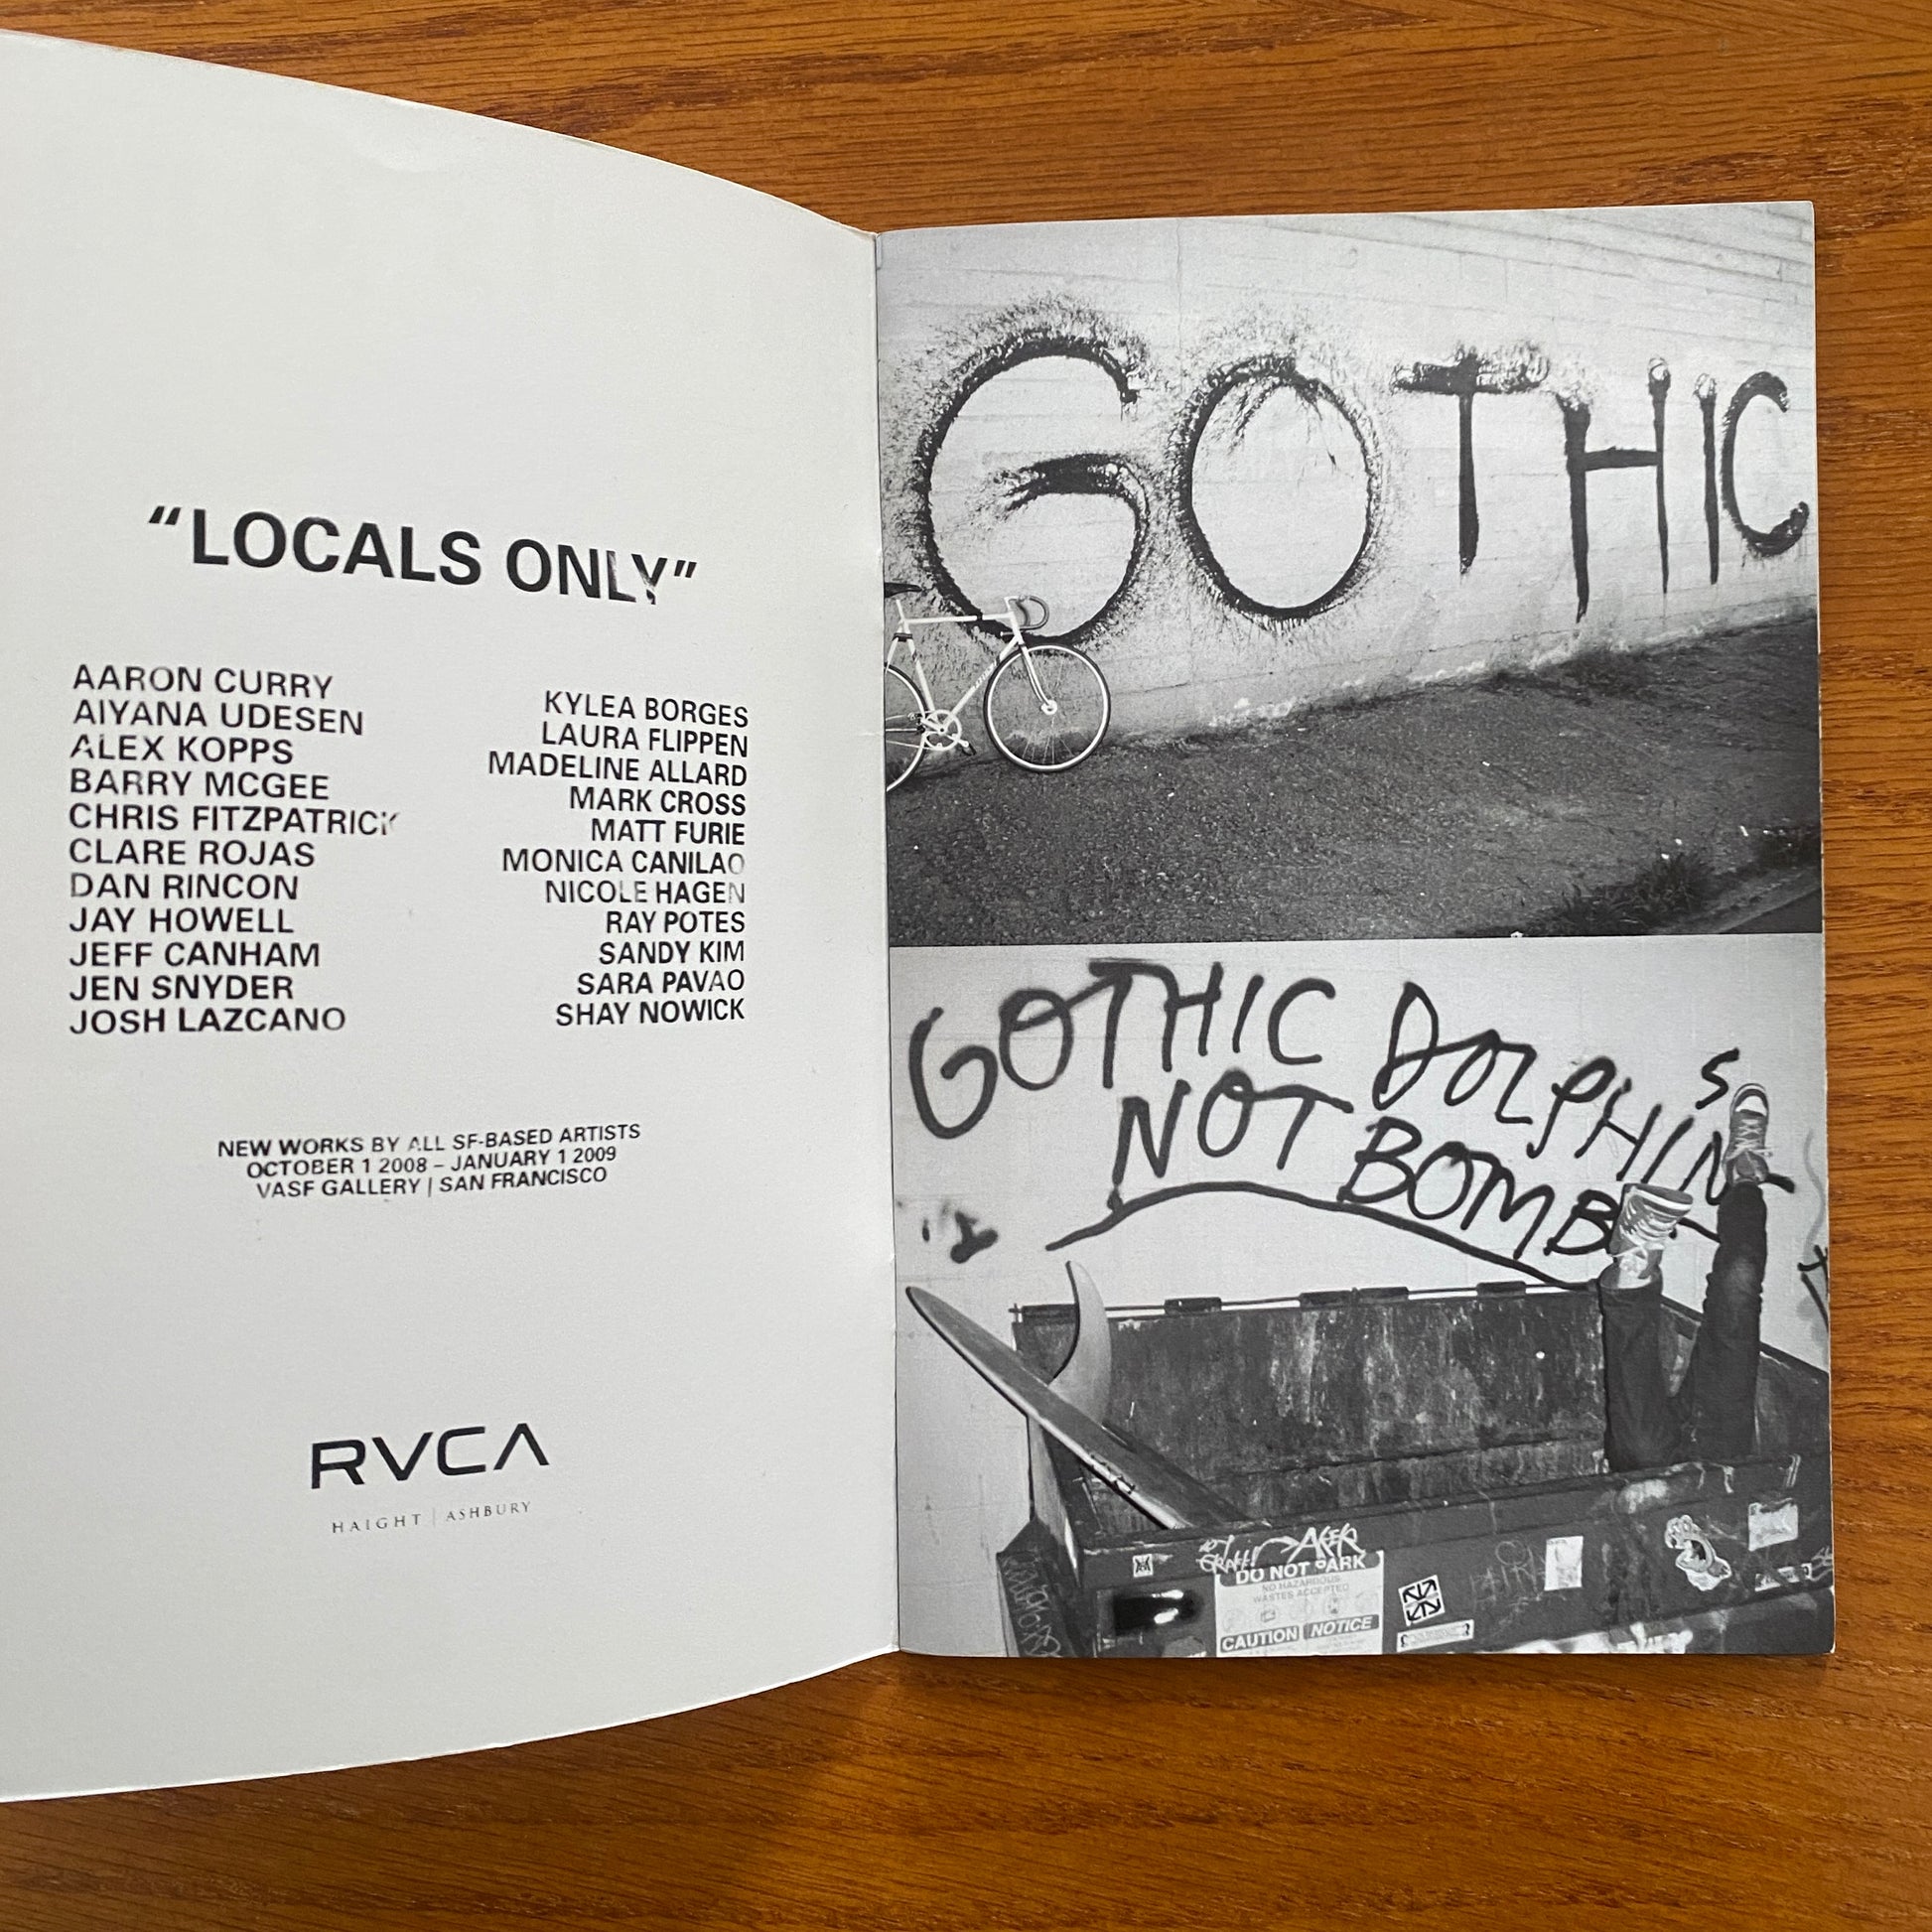 “LOCALS ONLY”
AARON CURRY
AIYANA UDESEN
ALEX KOPPS
BARRY MCGEE
CHRIS FITZPATRICK
CLARE ROJAS
DAN RINCON
JAY HOWELL
JEFF CANHAM
JEN SNYDER
JOSH LAZCANO
KYLEA BORGES
LAURA FLIPPEN
MADELINE ALLARD
MARK CROSS
MATT FURIE
MONICA CANILAO
NICOLE HAGEN
RAY POTES
SANDY KIM
SARA PAVAO
SHAY NOWICK
NEW WORKS BY ALL SF-BASED ARTISTS
OCTOBER 1 2008 – JANUARY 1 2009
VASF GALLERY | SAN FRANCISCO
RVCA
HAIGHT | ASHBURY
GOTHIC
GOTHIC DOLPHINS
NOT BOMBS
DO NOT PARK
NO HAZARDOUS
WASTES ACCEPTED
CAUTION NOTICE